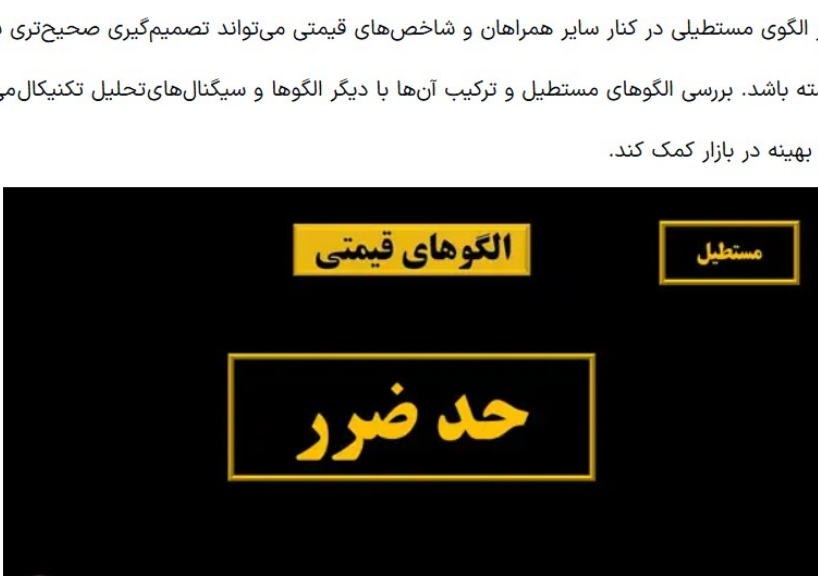 الگوی مستطیلی در کنار سایر همراهان و شاخص‌های قیمتی می‌تواند تصمیم‌گیری صحیح‌تری
باشد. بررسی الگوهای مستطیل و ترکیب آن‌ها با دیگر الگوها و سیگنال‌های‌تحلیل تکنیکال‌می
بهینه در بازار کمک کند.
مستطیل
الگوهای قیمتی
حد ضرر